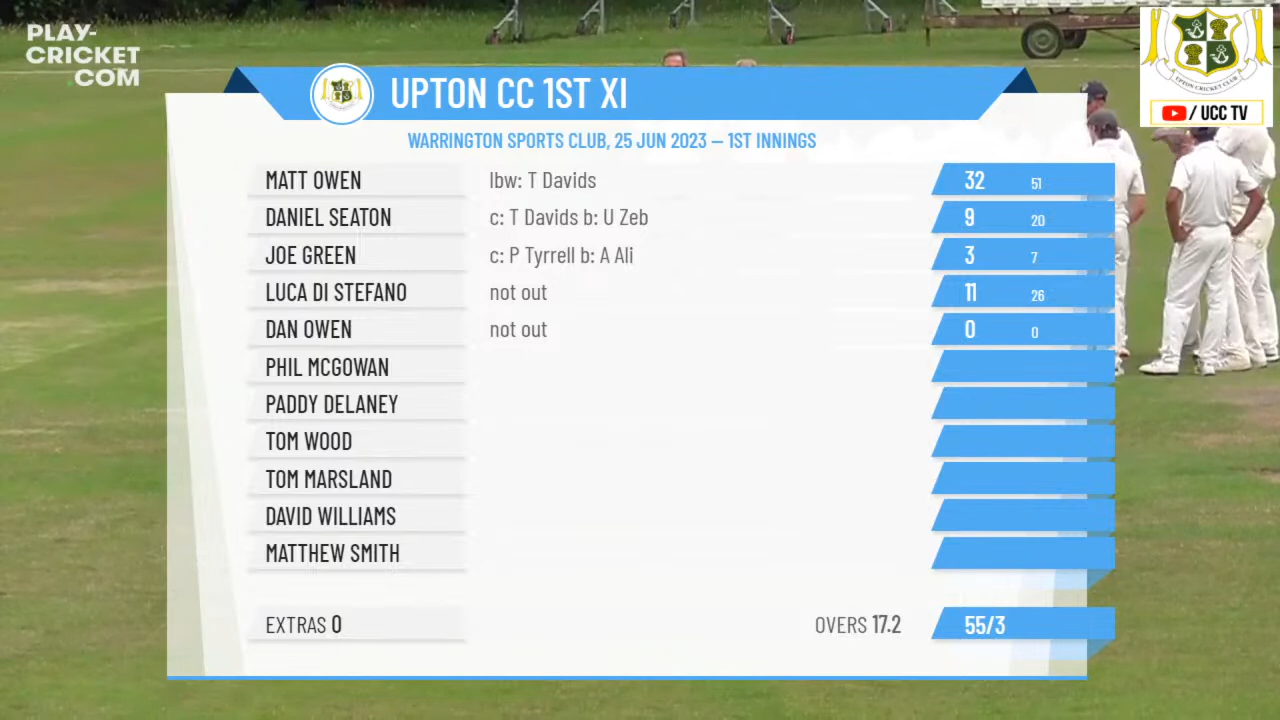 PLAY-
CRICKET
.COM
UPTON CRICKET CLUB
/ UCC TV
UPTON CC 1ST XI
WARRINGTON SPORTS CLUB, 25 JUN 2023 – 1ST INNINGS
MATT OWEN lbw: T Davids 32 51
DANIEL SEATON c: T Davids b: U Zeb 9 20
JOE GREEN c: P Tyrrell b: A Ali 3 7
LUCA DI STEFANO not out 11 26
DAN OWEN not out 0 0
PHIL MCGOWAN
PADDY DELANEY
TOM WOOD
TOM MARSLAND
DAVID WILLIAMS
MATTHEW SMITH
EXTRAS 0 OVERS 17.2 55/3